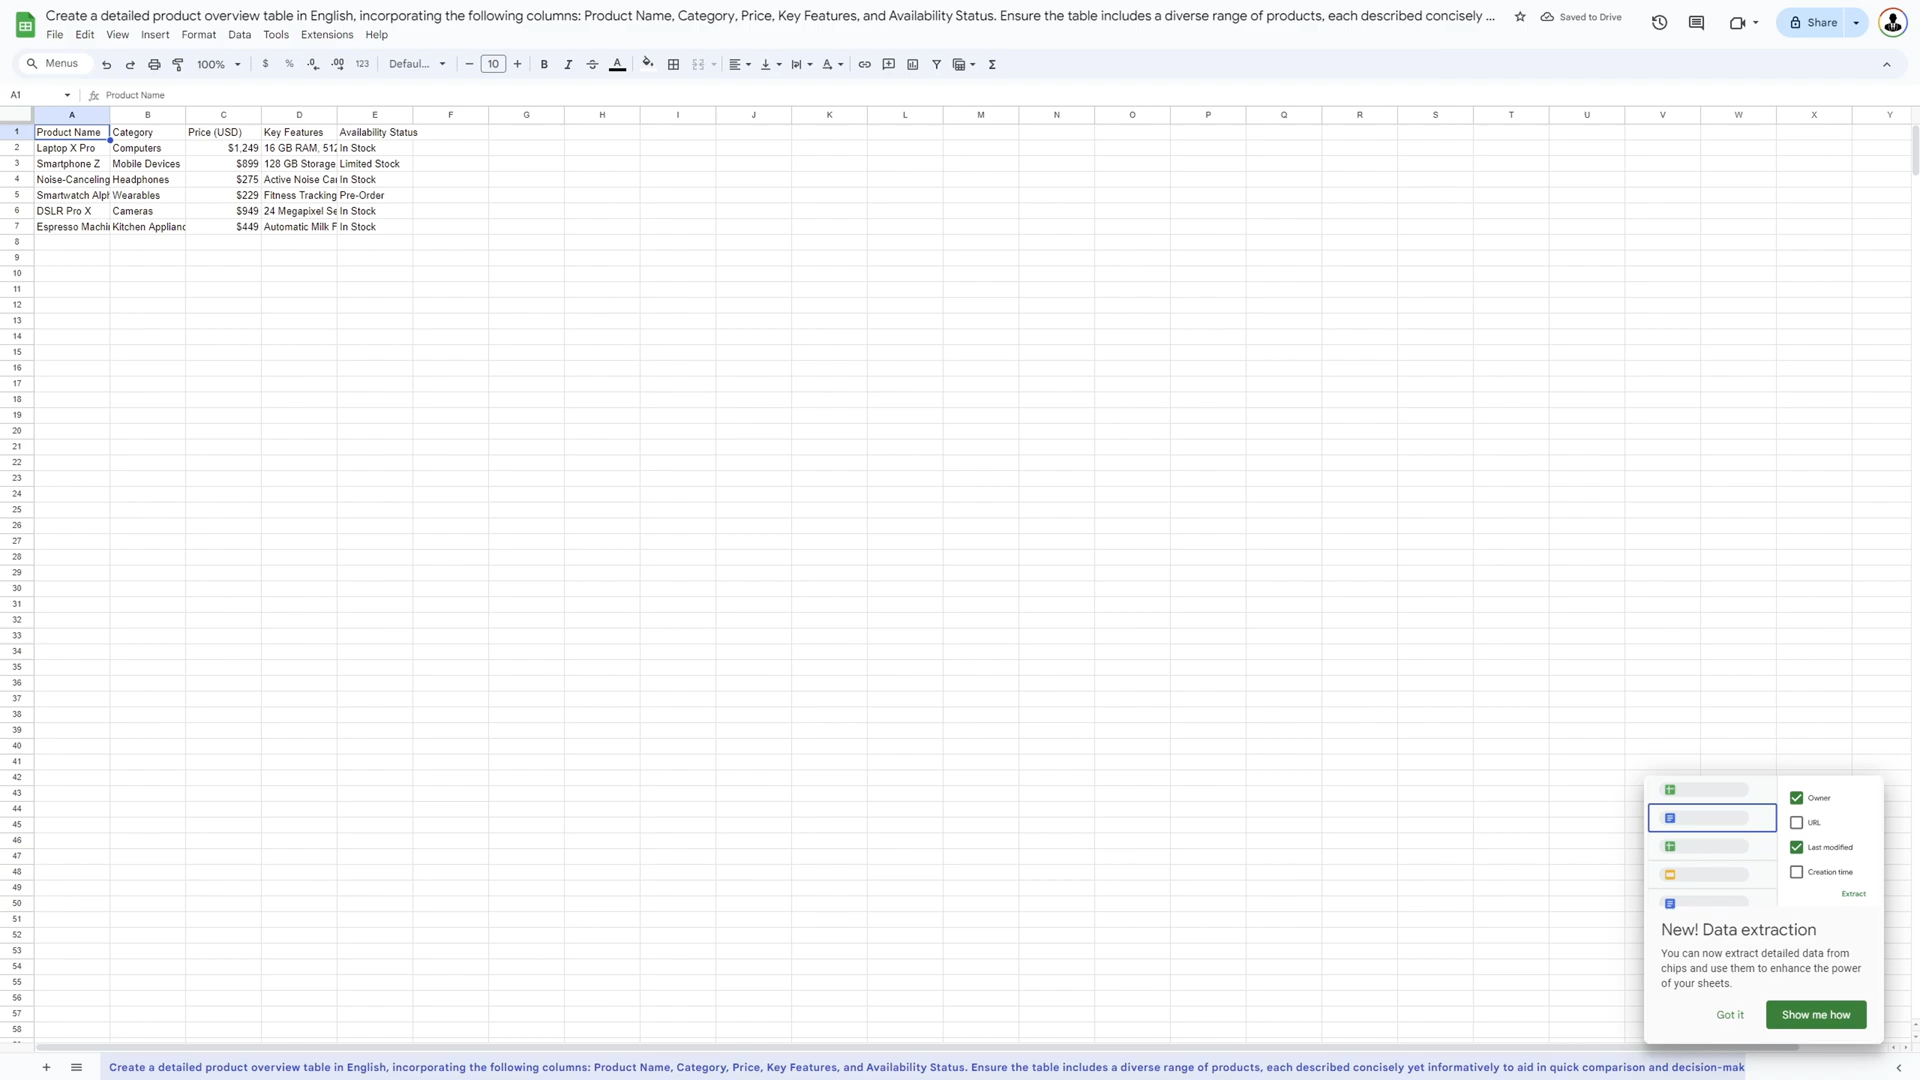 Create a detailed product overview table in English, incorporating the following columns: Product Name, Category, Price, Key Features, and Availability Status. Ensure the table includes a diverse range of products, each described concisely ...
Saved to Drive
Share
File Edit View Insert Format Data Tools Extensions Help
Menus 100% $ % .0 .00 123 Defaul... 10 B I S A Σ
A1 fx Product Name
A B C D E F G H I J K L M N O P Q R S T U V W X Y
1 Product Name Category Price (USD) Key Features Availability Status
2 Laptop X Pro Computers $1,249 16 GB RAM, 512 In Stock
3 Smartphone Z Mobile Devices $899 128 GB Storage Limited Stock
4 Noise-Canceling Headphones $275 Active Noise Ca In Stock
5 Smartwatch Alp Wearables $229 Fitness Tracking Pre-Order
6 DSLR Pro X Cameras $949 24 Megapixel Se In Stock
7 Espresso Machi Kitchen Applianc $449 Automatic Milk F In Stock
8
9
10
11
12
13
14
15
16
17
18
19
20
21
22
23
24
25
26
27
28
29
30
31
32
33
34
35
36
37
38
39
40
41
42
43
44
45
46
47
48
49
50
51
52
53
54
55
56
57
58
Owner
URL
Last modified
Creation time
Extract
New! Data extraction
You can now extract detailed data from
chips and use them to enhance the power
of your sheets.
Got it Show me how
Create a detailed product overview table in English, incorporating the following columns: Product Name, Category, Price, Key Features, and Availability Status. Ensure the table includes a diverse range of products, each described concisely yet informatively to aid in quick comparison and decision-mak